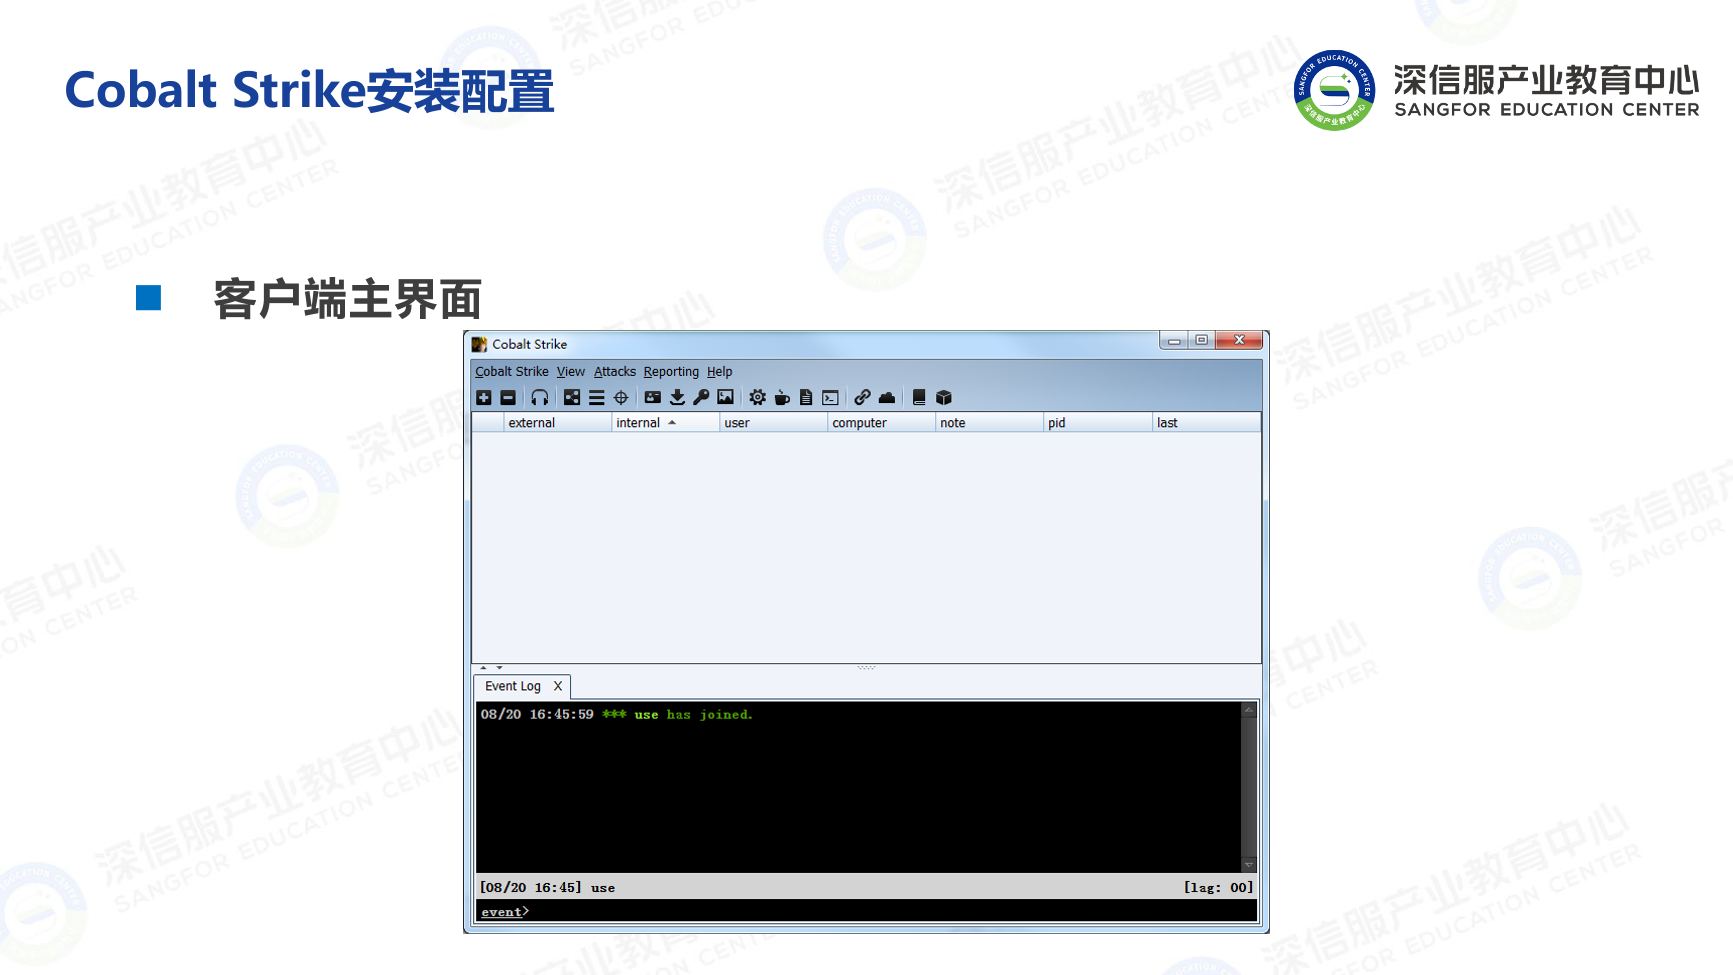 Cobalt Strike安装配置
深信服产业教育中心
SANGFOR EDUCATION CENTER
客户端主界面
Cobalt Strike
Cobalt Strike View Attacks Reporting Help
external internal user computer note pid last
Event Log X
08/20 16:45:59 *** use has joined.
[08/20 16:45] use [lag: 00]
event>